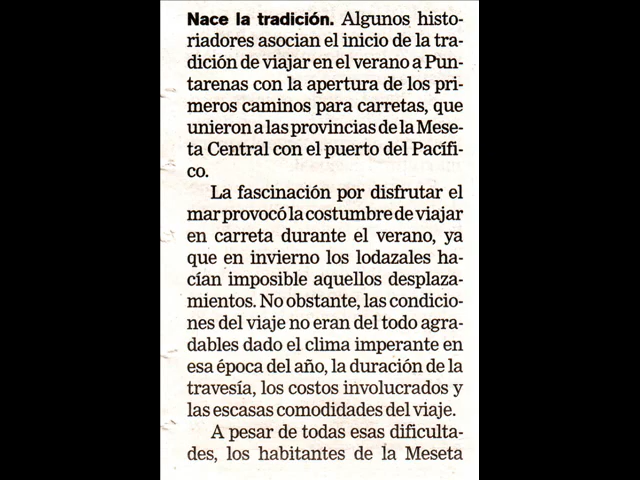 Nace la tradición. Algunos histo-
riadores asocian el inicio de la tra-
dición de viajar en el verano a Pun-
tarenas con la apertura de los pri-
meros caminos para carretas, que
unieron a las provincias de la Mese-
ta Central con el puerto del Pacífi-
co.
La fascinación por disfrutar el
mar provocó la costumbre de viajar
en carreta durante el verano, ya
que en invierno los lodazales ha-
cían imposible aquellos desplaza-
mientos. No obstante, las condicio-
nes del viaje no eran del todo agra-
dables dado el clima imperante en
esa época del año, la duración de la
travesía, los costos involucrados y
las escasas comodidades del viaje.
A pesar de todas esas dificulta-
des, los habitantes de la Meseta